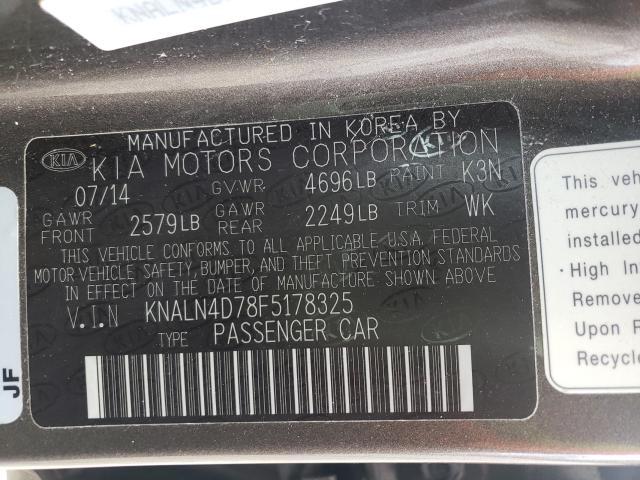 KNALN4D
MANUFACTURED IN KOREA BY
KIA KIA MOTORS CORPORATION
07/14 GVWR 4696LB PAINT K3N
GAWR FRONT 2579LB GAWR REAR 2249LB TRIM WK
THIS VEHICLE CONFORMS TO ALL APPLICABLE U.S.A. FEDERAL
MOTOR VEHICLE SAFETY, BUMPER, AND THEFT PREVENTION STANDARDS
IN EFFECT ON THE DATE OF MANUFACTURE SHOWN ABOVE
V.I.N KNALN4D78F5178325
TYPE PASSENGER CAR
JF
This veh
mercury
installed
• High In
Remove
Upon R
Recycle